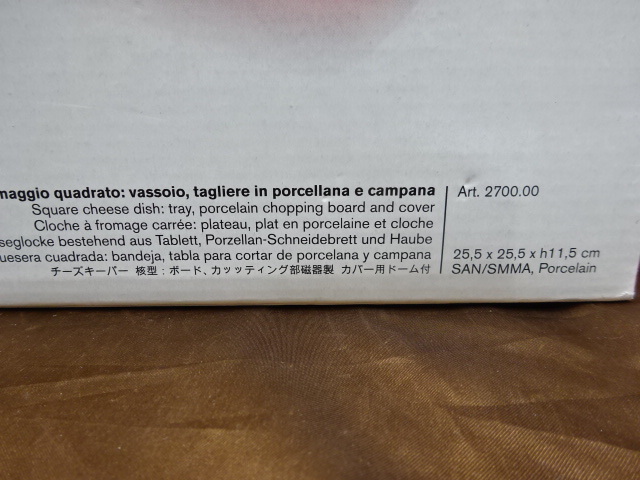 maggio quadrato: vassoio, tagliere in porcellana e campana
Square cheese dish: tray, porcelain chopping board and cover
Cloche à fromage carrée: plateau, plat en porcelaine et cloche
seglocke bestehend aus Tablett, Porzellan-Schneidebrett und Haube
uesera cuadrada: bandeja, tabla para cortar de porcelana y campana
チーズキーパー 核型：ボード、カッッティング部磁器製 カバー用ドーム付
Art. 2700.00
25,5 x 25,5 x h11,5 cm
SAN/SMMA, Porcelain